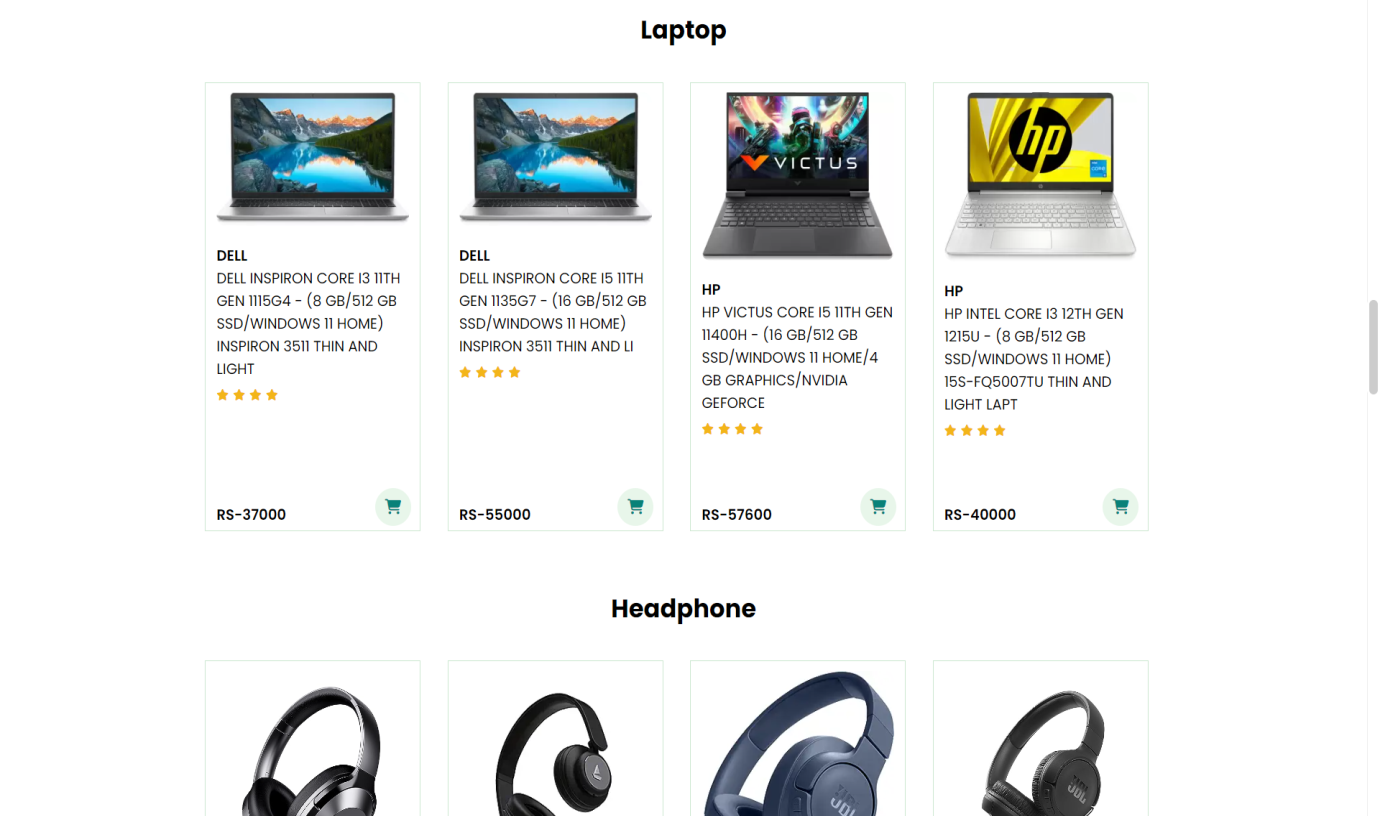 Laptop
VICTUS
hp
DELL
DELL INSPIRON CORE I3 11TH
GEN 1115G4 - (8 GB/512 GB
SSD/WINDOWS 11 HOME)
INSPIRON 3511 THIN AND
LIGHT
RS-37000
DELL
DELL INSPIRON CORE I5 11TH
GEN 1135G7 - (16 GB/512 GB
SSD/WINDOWS 11 HOME)
INSPIRON 3511 THIN AND LI
RS-55000
HP
HP VICTUS CORE I5 11TH GEN
11400H - (16 GB/512 GB
SSD/WINDOWS 11 HOME/4
GB GRAPHICS/NVIDIA
GEFORCE
RS-57600
HP
HP INTEL CORE I3 12TH GEN
1215U - (8 GB/512 GB
SSD/WINDOWS 11 HOME)
15S-FQ5007TU THIN AND
LIGHT LAPT
RS-40000
Headphone
JBL
JBL